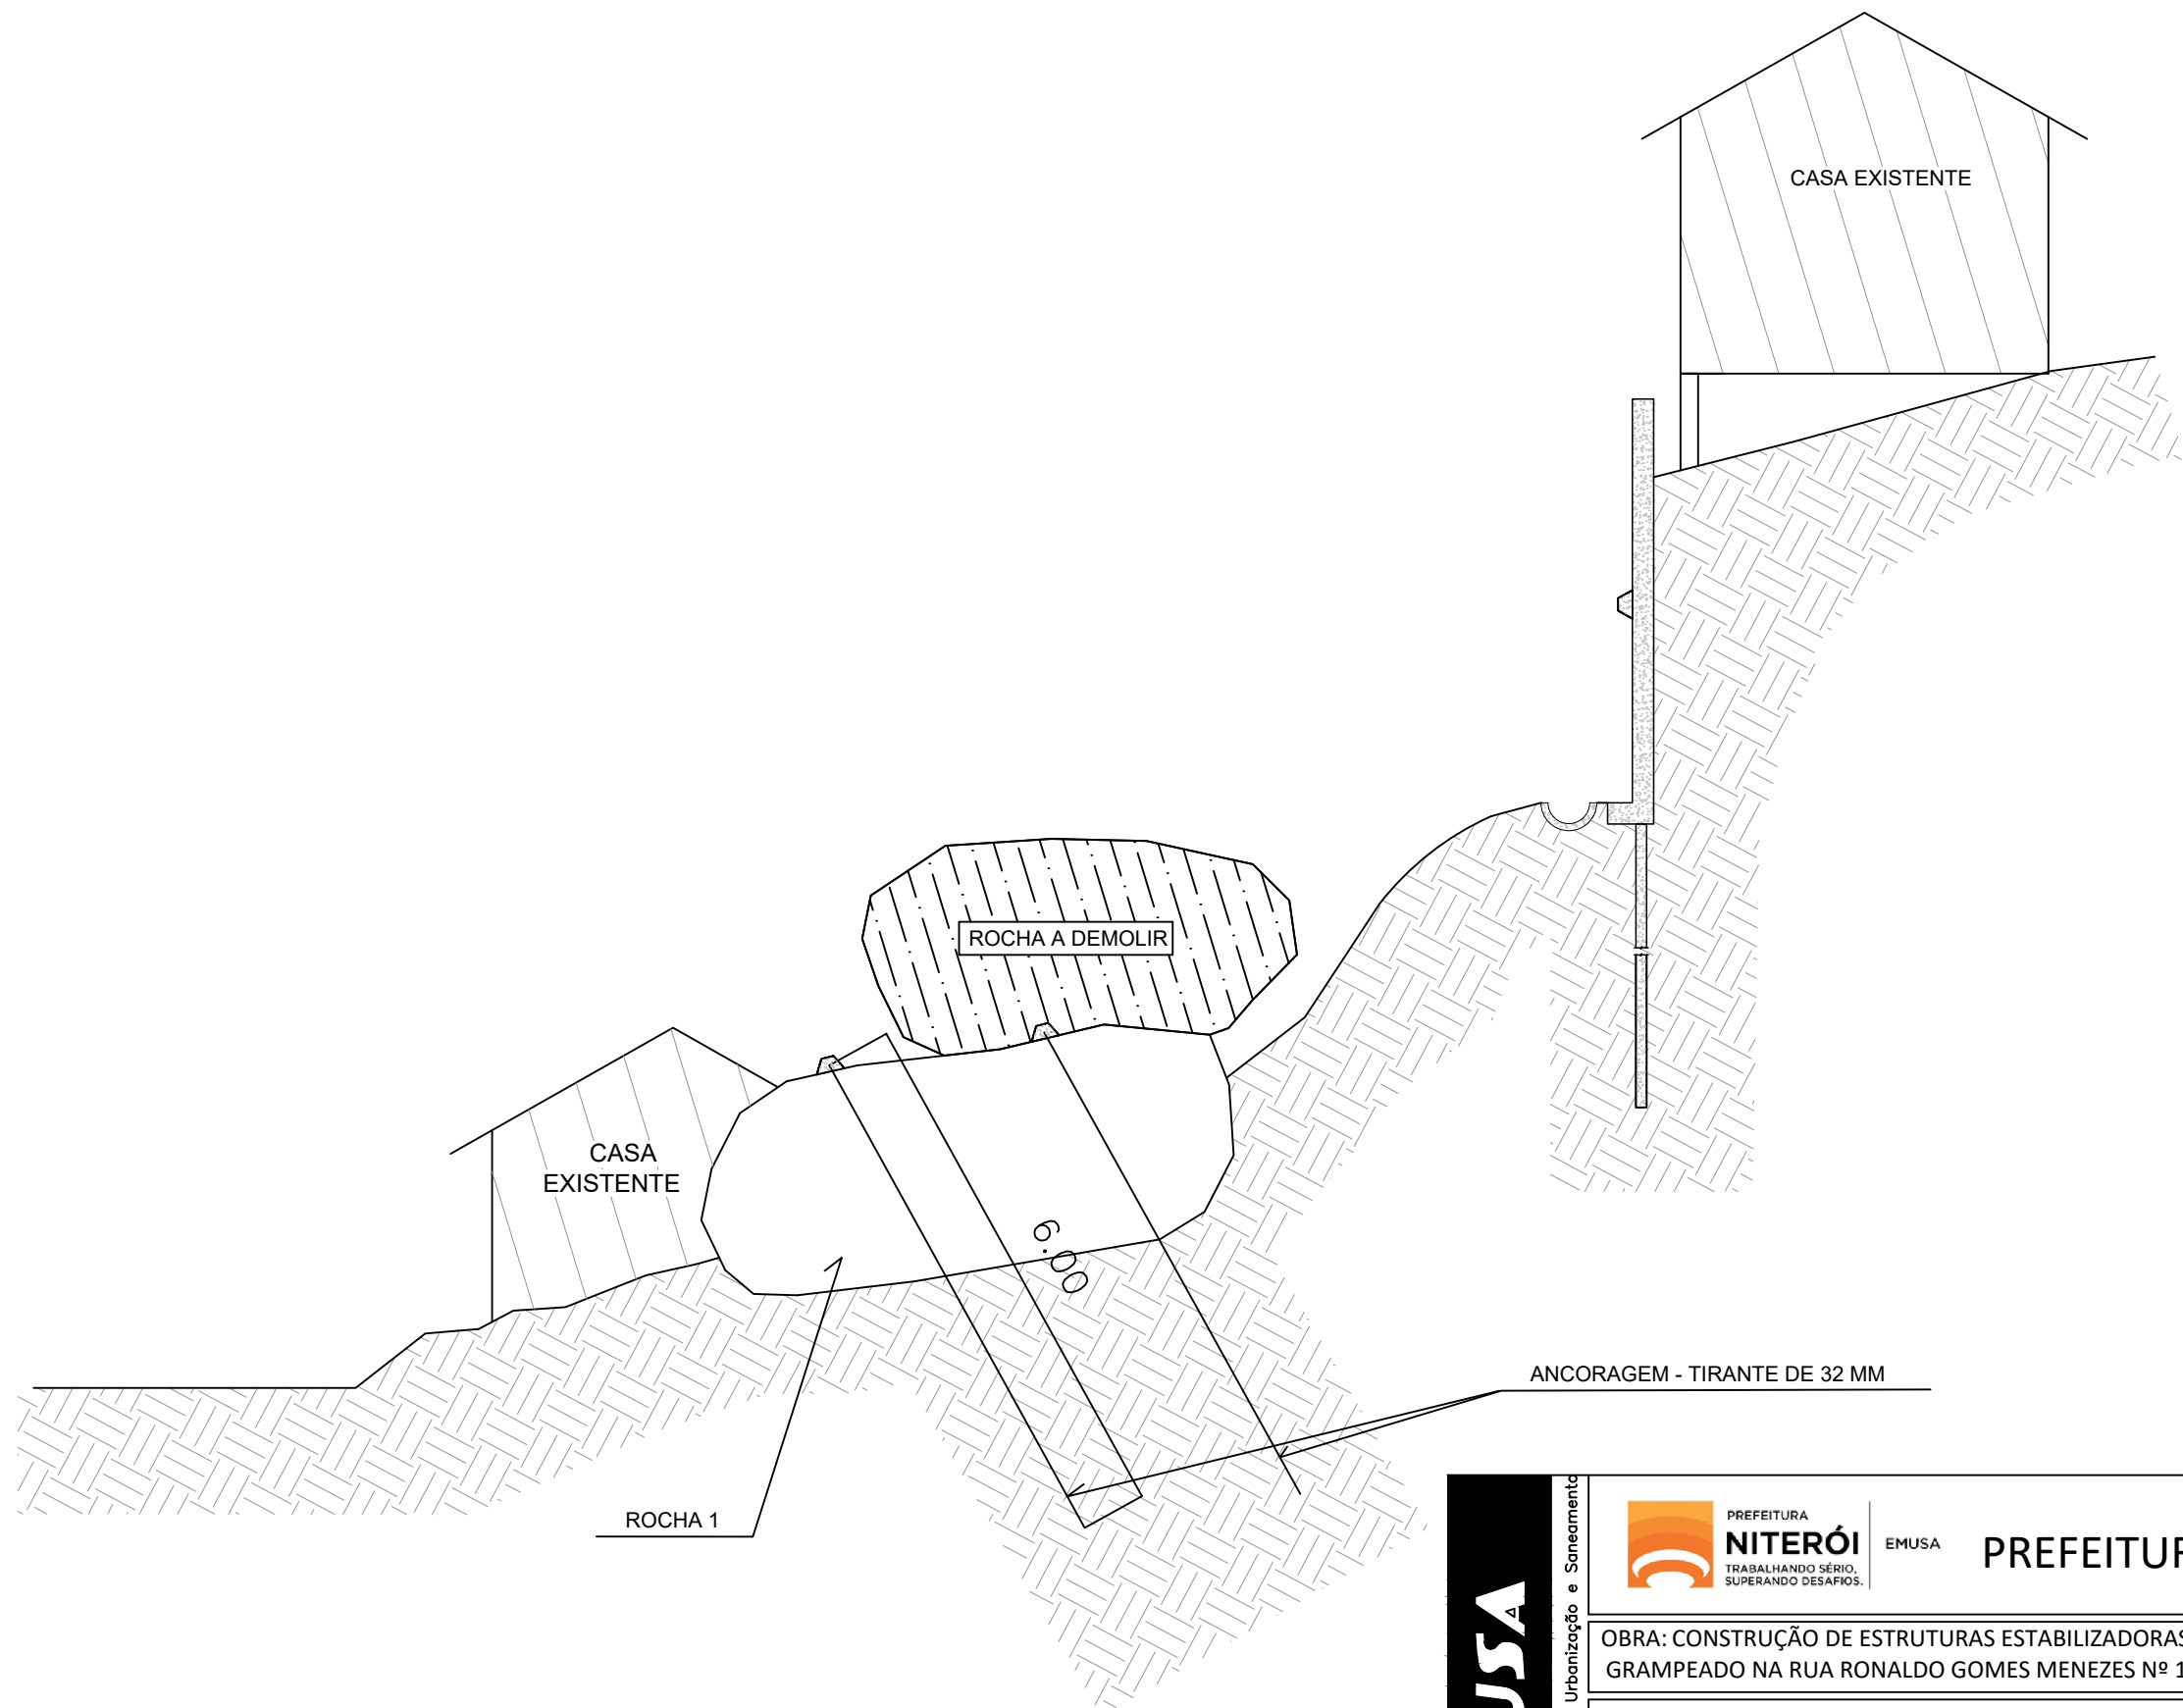 CASA EXISTENTE
ROCHA A DEMOLIR
CASA
EXISTENTE
6.00
ANCORAGEM - TIRANTE DE 32 MM
ROCHA 1
Urbanização e Saneamento
PREFEITURA
NITERÓI
TRABALHANDO SÉRIO,
SUPERANDO DESAFIOS.
EMUSA
OBRA: CONSTRUÇÃO DE ESTRUTURAS ESTABILIZADORAS
GRAMPEADO NA RUA RONALDO GOMES MENEZES Nº 1